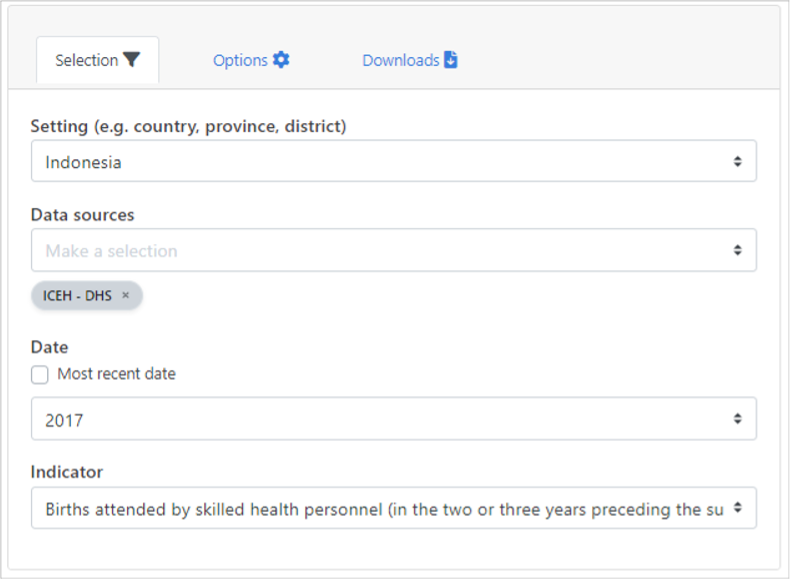 Selection
Options
Downloads
Setting (e.g. country, province, district)
Indonesia
Data sources
Make a selection
ICEH - DHS ×
Date
Most recent date
2017
Indicator
Births attended by skilled health personnel (in the two or three years preceding the su